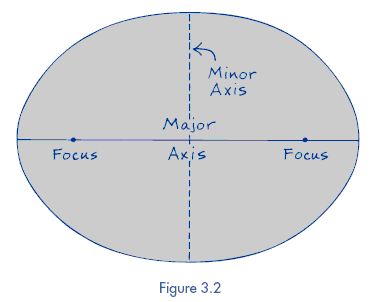 Minor
Axis
Major
Focus Axis Focus
Figure 3.2